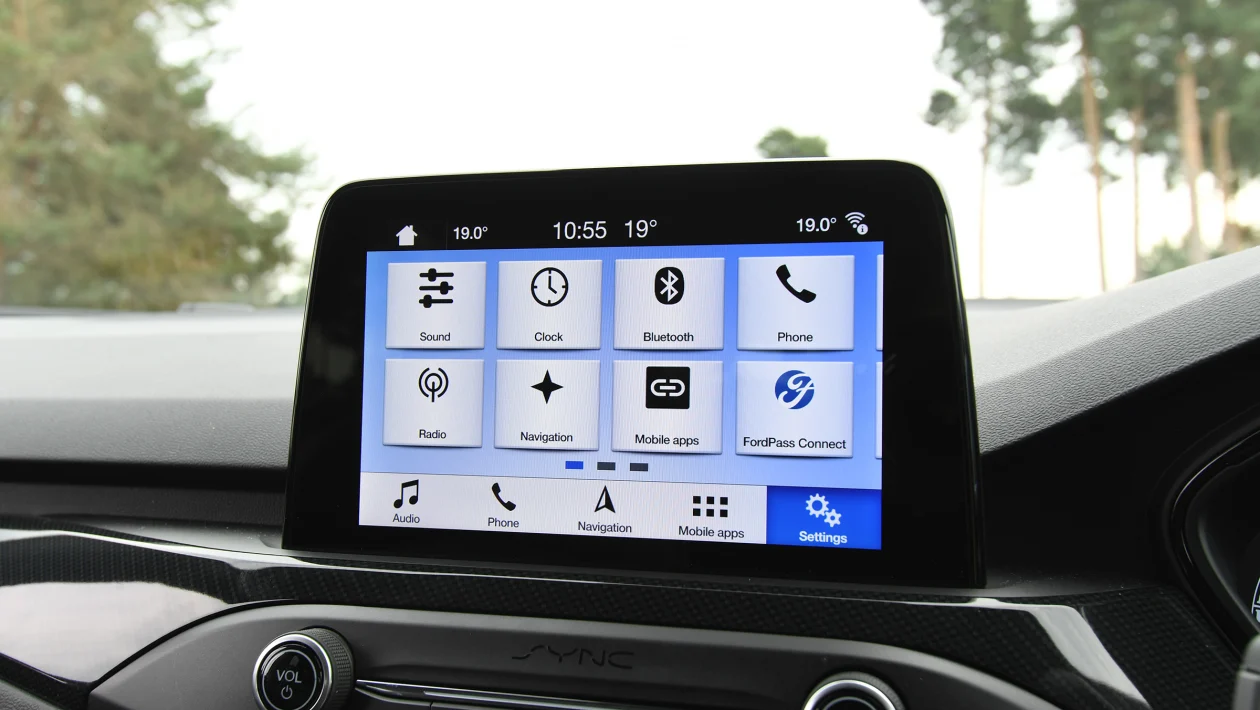 19.0° 10:55 19° 19.0°
Sound Clock Bluetooth Phone
Radio Navigation Mobile apps FordPass Connect
Audio Phone Navigation Mobile apps Settings
SYNC
VOL